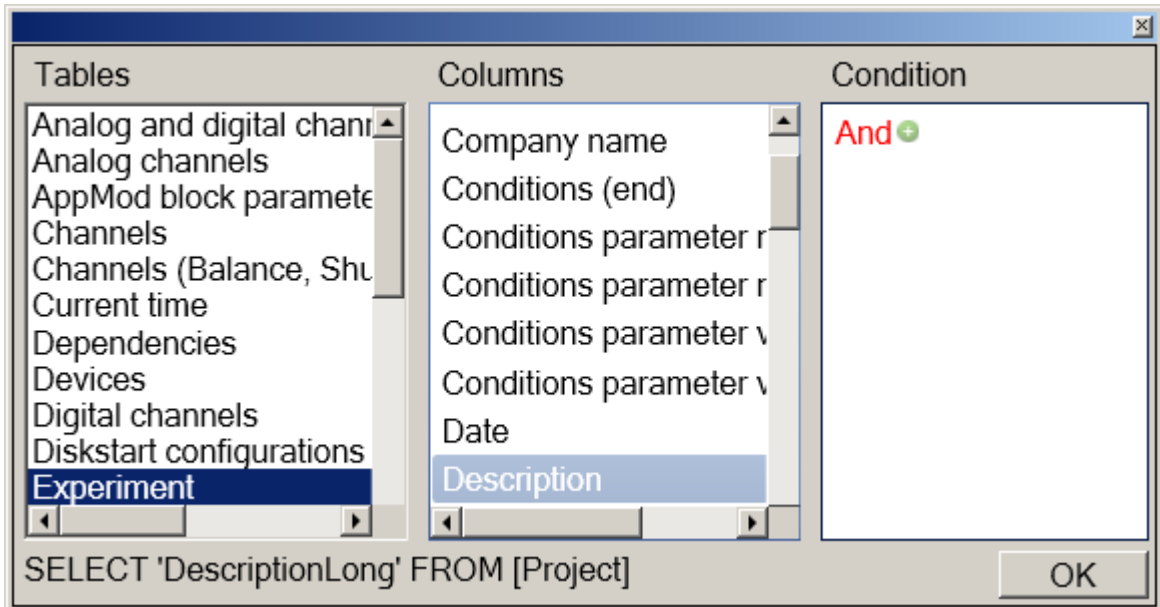 Tables
Columns
Condition
Analog and digital chann
Analog channels
AppMod block paramete
Channels
Channels (Balance, Shu
Current time
Dependencies
Devices
Digital channels
Diskstart configurations
Experiment
Company name
Conditions (end)
Conditions parameter r
Conditions parameter r
Conditions parameter v
Conditions parameter v
Date
Description
And
SELECT 'DescriptionLong' FROM [Project]
OK